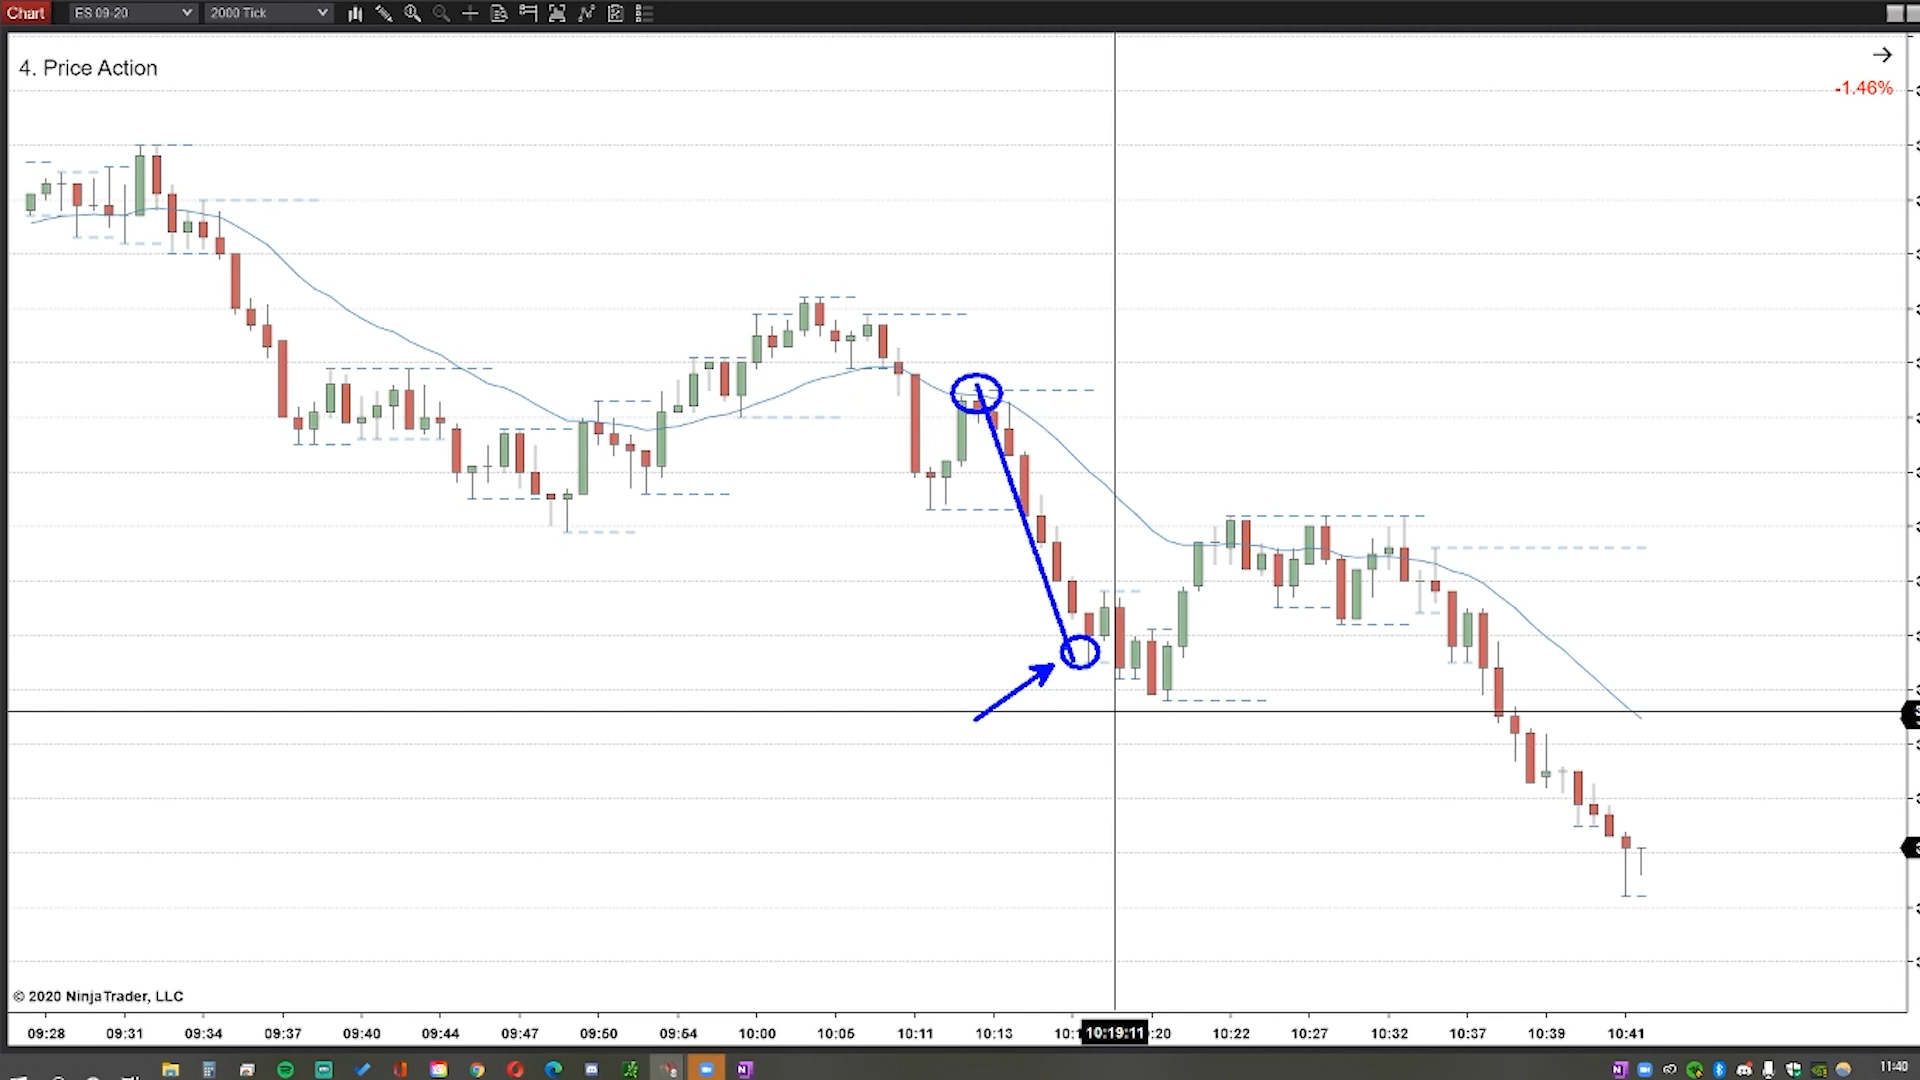 Chart ES 09-20 2000 Tick
4. Price Action
-1.46%
© 2020 NinjaTrader, LLC
09:28 09:31 09:34 09:37 09:40 09:44 09:47 09:50 09:54 10:00 10:05 10:11 10:13 10:1 10:19:11 :20 10:22 10:27 10:32 10:37 10:39 10:41
11:40